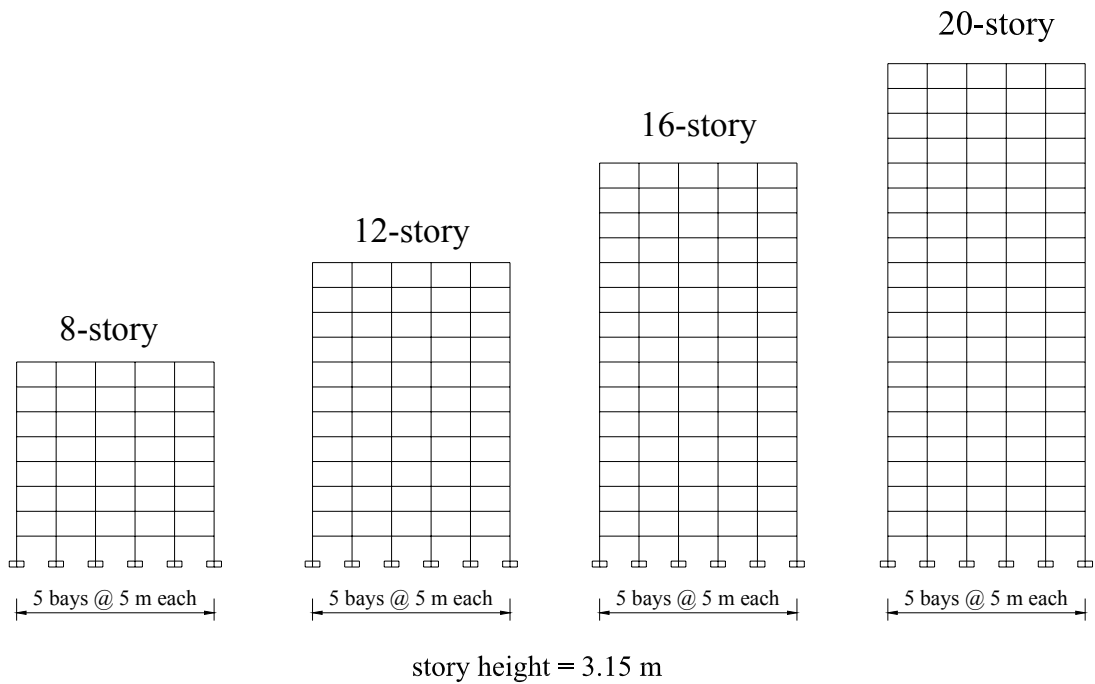 20-story
16-story
12-story
8-story
5 bays @ 5 m each
5 bays @ 5 m each
5 bays @ 5 m each
5 bays @ 5 m each
story height = 3.15 m